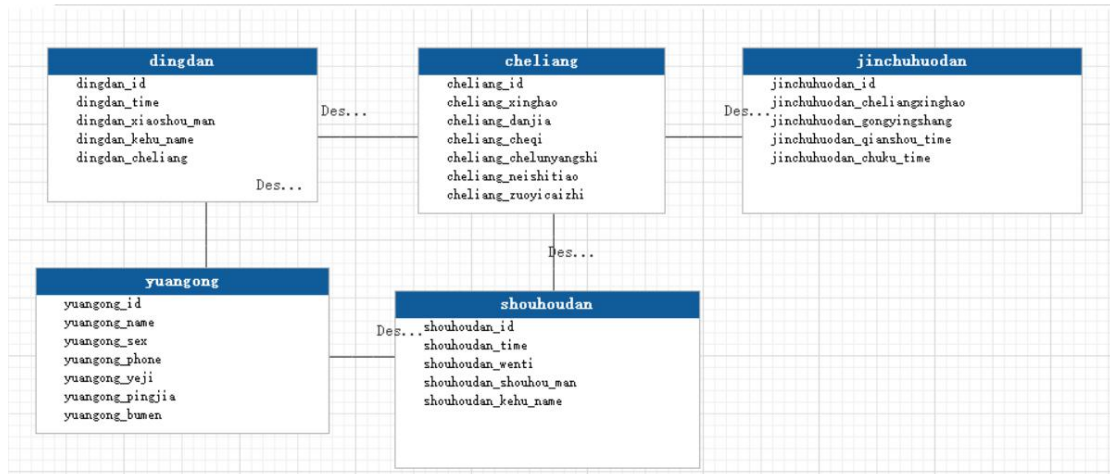 dingdan
dingdan_id
dingdan_time
dingdan_xiaoshou_man
dingdan_kehu_name
dingdan_cheliang
Des...
Des...
cheliang
cheliang_id
cheliang_xinghao
cheliang_danjia
cheliang_cheqi
cheliang_chelunyangshi
cheliang_neishitiao
cheliang_zuoyicaizhi
Des...
jinchuhuodan
jinchuhuodan_id
jinchuhuodan_cheliangxinghao
jinchuhuodan_gongyingshang
jinchuhuodan_qianshou_time
jinchuhuodan_chuku_time
Des...
yuangong
yuangong_id
yuangong_name
yuangong_sex
yuangong_phone
yuangong_yeji
yuangong_pingjia
yuangong_bumen
Des...
shouhoudan
shouhoudan_id
shouhoudan_time
shouhoudan_wenti
shouhoudan_shouhou_man
shouhoudan_kehu_name